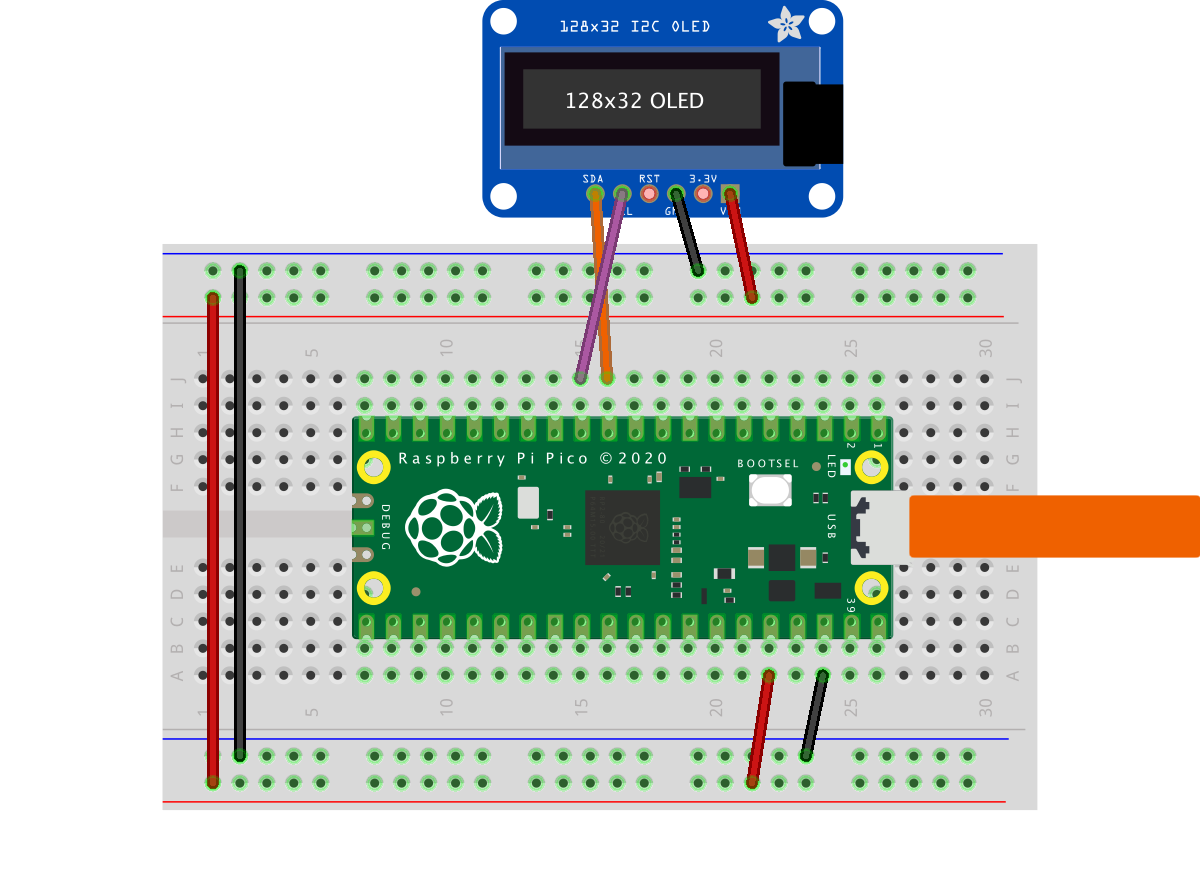 128x32 I2C OLED
128x32 OLED
SDA RST 3.3V
1 5 10 15 20 25 30
J J
I I
H H
2 1
G G
Raspberry Pi Pico ©2020
BOOTSEL
LED
F F
DEBUG
USB
E E
D D
39
C C
B B
A A
1 5 10 15 20 25 30